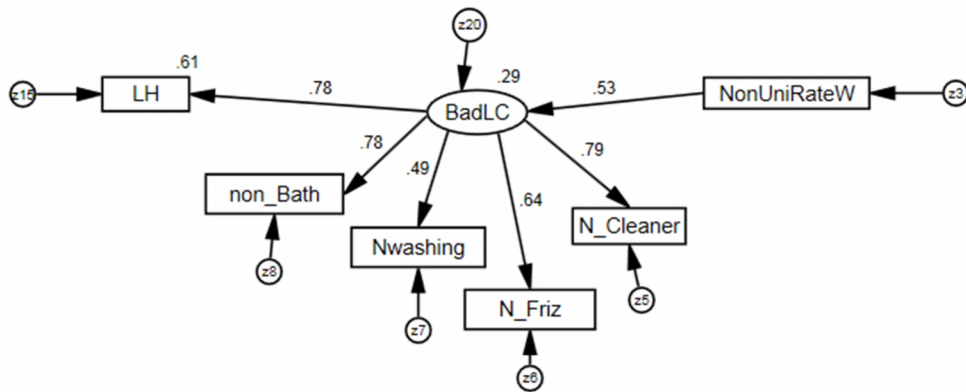 z20
.61
.29
z15
LH
.78
BadLC
.53
NonUniRateW
z3
.78
.49
.64
.79
non_Bath
Nwashing
N_Cleaner
z8
N_Friz
z5
z7
z6